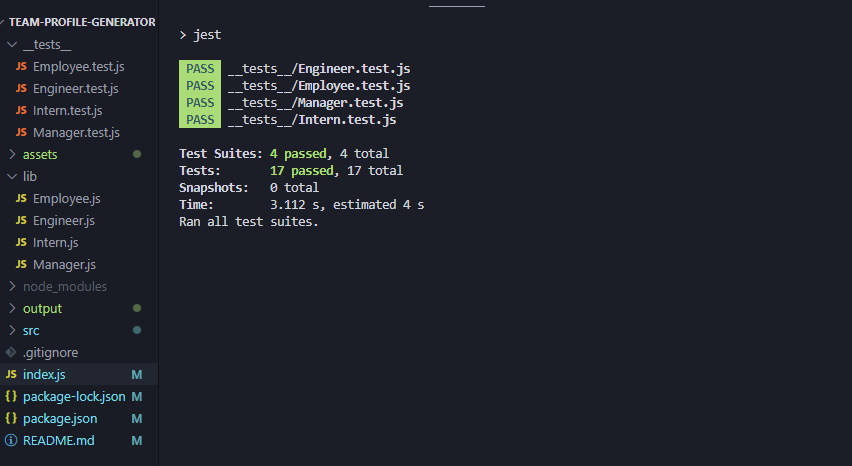 TEAM-PROFILE-GENERATOR
__tests__
JS Employee.test.js
JS Engineer.test.js
JS Intern.test.js
JS Manager.test.js
assets
lib
JS Employee.js
JS Engineer.js
JS Intern.js
JS Manager.js
node_modules
output
src
.gitignore
JS index.js M
{} package-lock.json M
{} package.json M
README.md M
> jest
PASS __tests__/Engineer.test.js
PASS __tests__/Employee.test.js
PASS __tests__/Manager.test.js
PASS __tests__/Intern.test.js
Test Suites: 4 passed, 4 total
Tests: 17 passed, 17 total
Snapshots: 0 total
Time: 3.112 s, estimated 4 s
Ran all test suites.